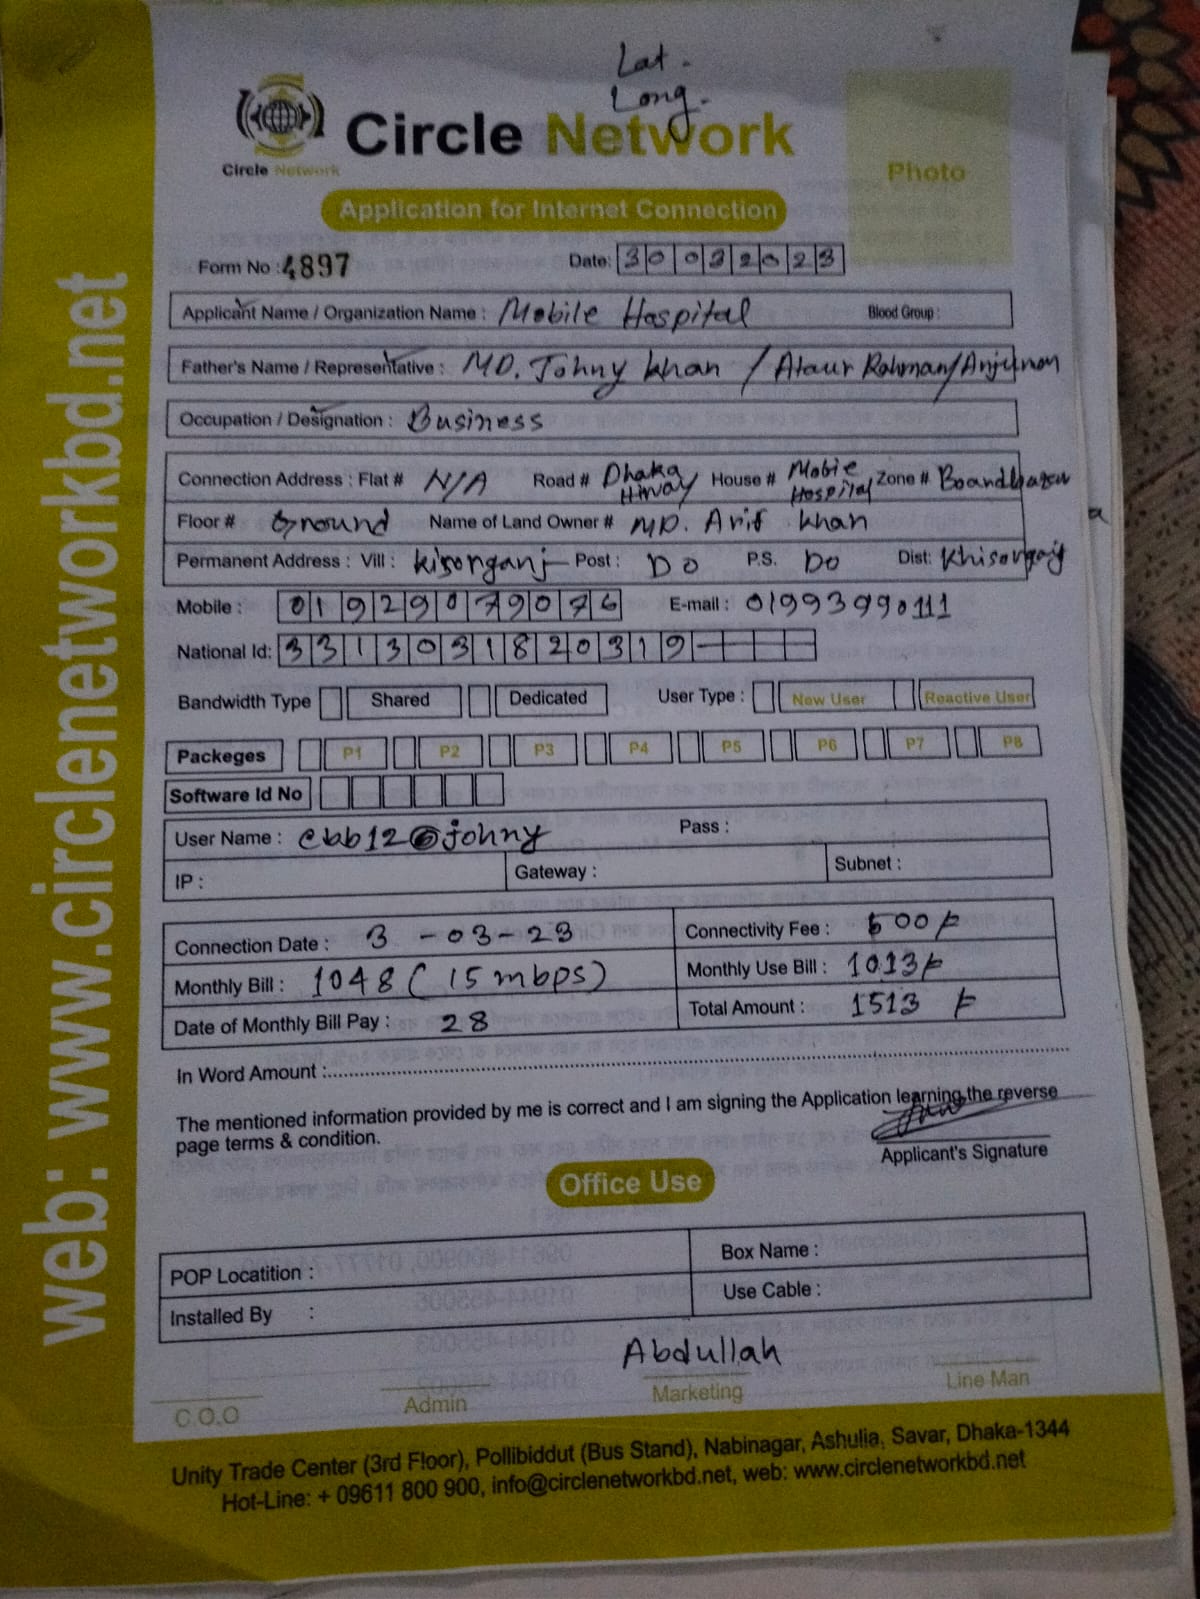 Lat.
Long.
Circle Network
Circle Network
Photo
Application for Internet Connection
Form No :4897 Date: 30032023
Applicant Name / Organization Name : Mobile Hospital Blood Group :
Father's Name / Representative : MD. Johny khan / Ataur Rahman/Anjuman
Occupation / Designation : Business
Connection Address : Flat # N/A Road # Dhaka Hiway House # Mobie Hospital Zone # Boardbazar
Floor # Ground Name of Land Owner # MD. Arif khan
Permanent Address : Vill : kisorganj Post : Do P.S. Do Dist: Khisorganj
Mobile : 01929079076 E-mail : 01993990111
National Id: 3313031820319
Bandwidth Type Shared Dedicated User Type : New User Reactive User
Packeges P1 P2 P3 P4 P5 P6 P7 P8
Software Id No
User Name : cbb12@johny Pass :
IP : Gateway : Subnet :
Connection Date : 3 -03-23 Connectivity Fee : 500/-
Monthly Bill : 1048 (15 mbps) Monthly Use Bill : 1013/-
Date of Monthly Bill Pay : 28 Total Amount : 1513 /-
In Word Amount :
The mentioned information provided by me is correct and I am signing the Application learning the reverse
page terms & condition.
Applicant's Signature
Office Use
POP Locatition : Box Name :
Installed By : Use Cable :
Abdullah
C.O.O Admin Marketing Line Man
Unity Trade Center (3rd Floor), Pollibiddut (Bus Stand), Nabinagar, Ashulia, Savar, Dhaka-1344
Hot-Line: + 09611 800 900, info@circlenetworkbd.net, web: www.circlenetworkbd.net
web: www.circlenetworkbd.net